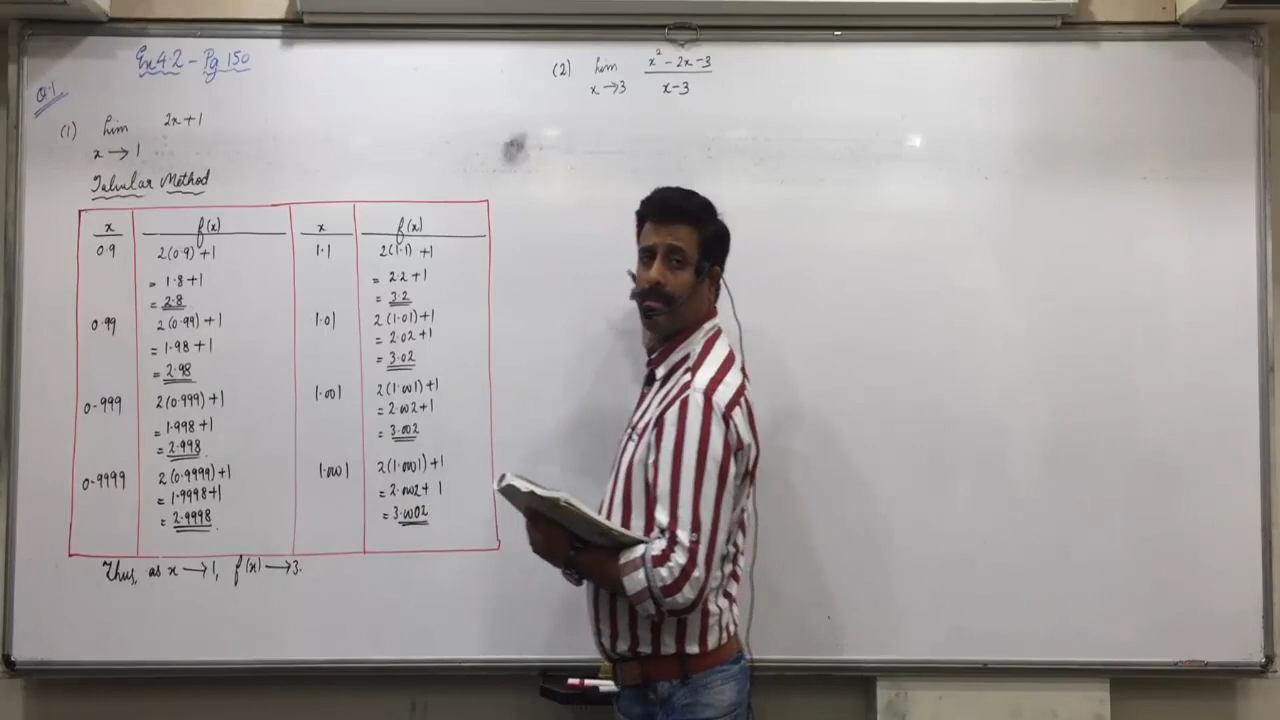 Ex 4.2 - Pg 150
Q.1
(1) Lim 2x+1
x → 1
Tabular Method
x f(x) x f(x)
0.9 2(0.9)+1 1.1 2(1.1)+1
= 1.8+1 = 2.2+1
= 2.8 = 3.2
0.99 2(0.99)+1 1.01 2(1.01)+1
= 1.98+1 = 2.02+1
= 2.98 = 3.02
0.999 2(0.999)+1 1.001 2(1.001)+1
= 1.998+1 = 2.002+1
= 2.998 = 3.002
0.9999 2(0.9999)+1 1.0001 2(1.0001)+1
= 1.9998+1 = 2.0002+1
= 2.9998 = 3.0002
Thus, as x → 1, f(x) → 3.
(2) Lim x² - 2x - 3
x → 3 x - 3